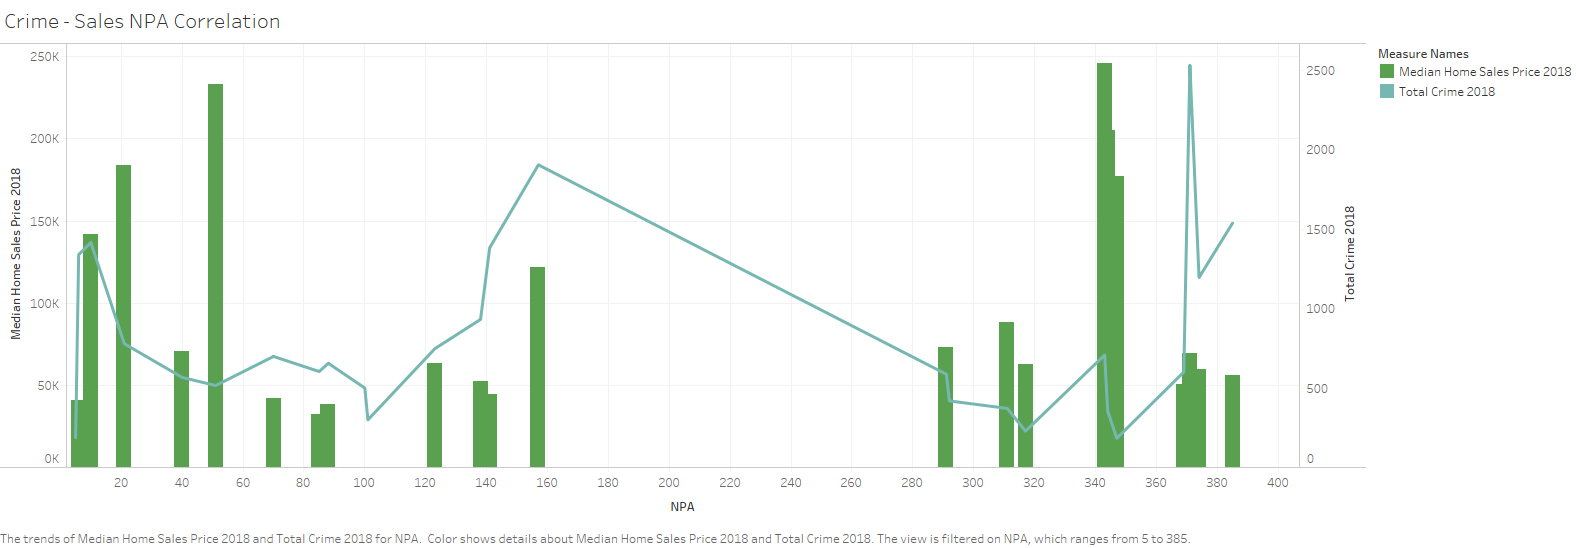 Crime - Sales NPA Correlation
Measure Names
Median Home Sales Price 2018
Total Crime 2018
Median Home Sales Price 2018
250K
200K
150K
100K
50K
0K
2500
2000
1500
1000
500
0
Total Crime 2018
20 40 60 80 100 120 140 160 180 200 220 240 260 280 300 320 340 360 380 400
NPA
The trends of Median Home Sales Price 2018 and Total Crime 2018 for NPA. Color shows details about Median Home Sales Price 2018 and Total Crime 2018. The view is filtered on NPA, which ranges from 5 to 385.